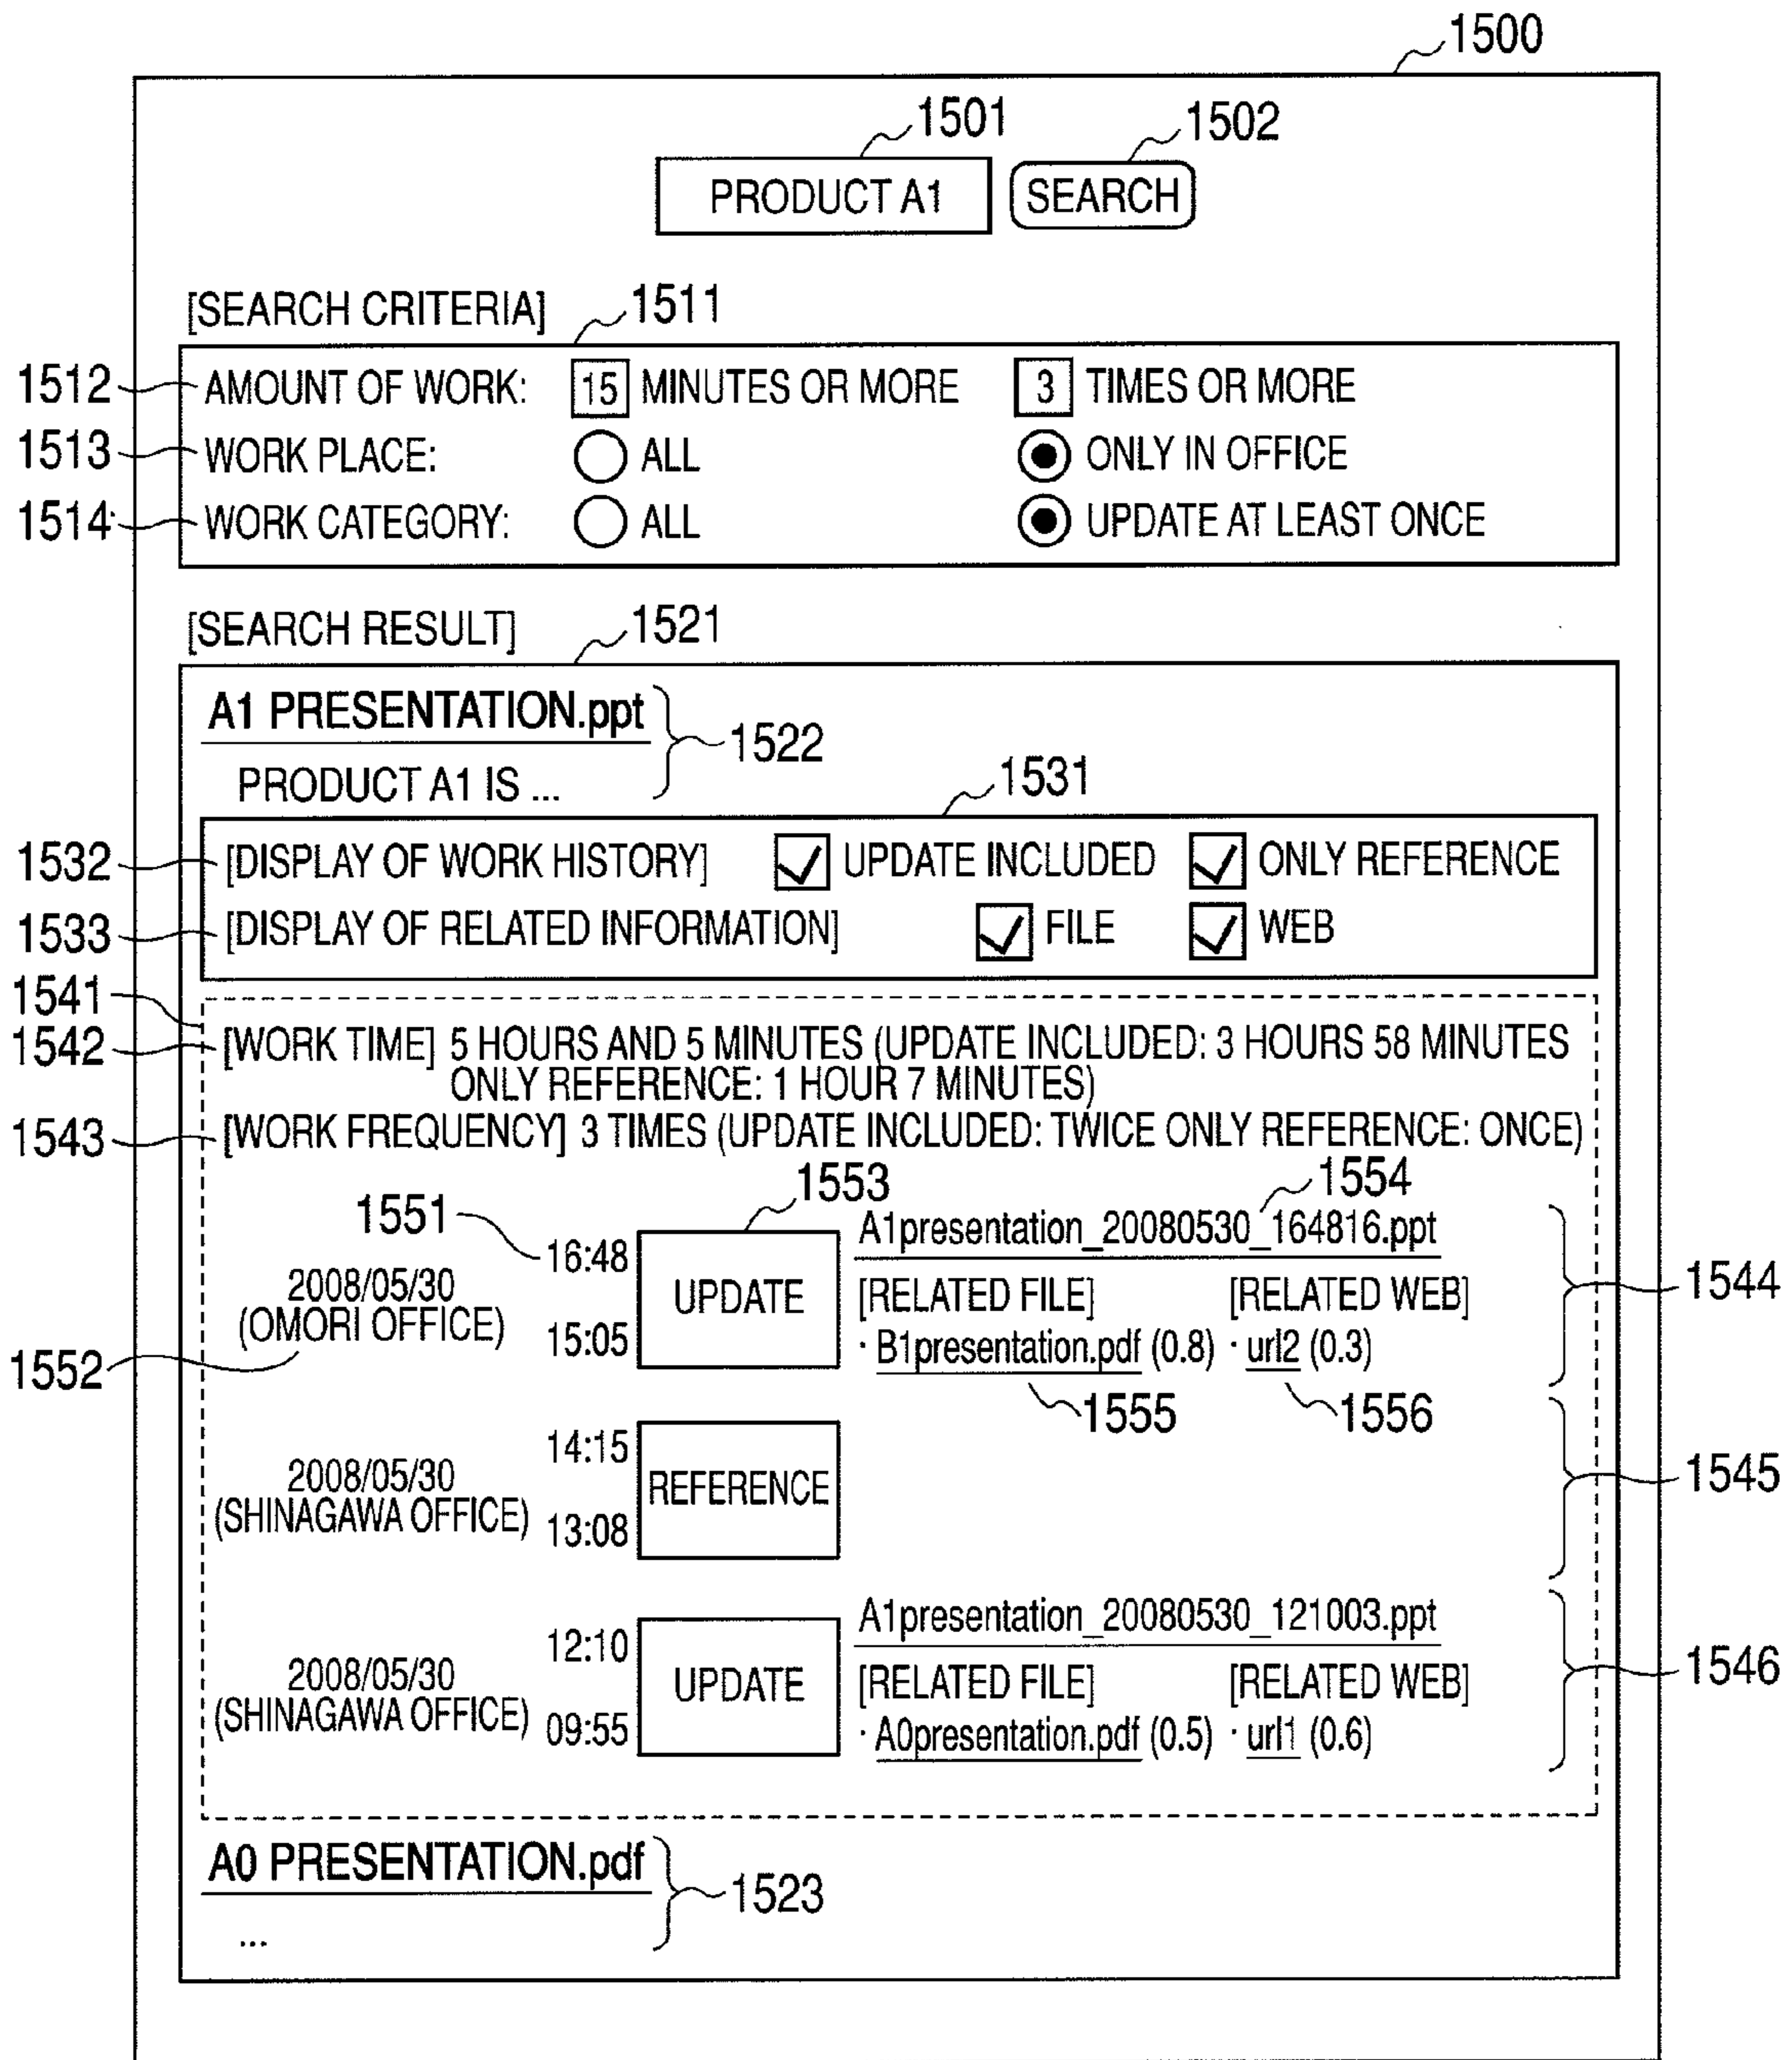 1500
1501 1502
PRODUCT A1 SEARCH
[SEARCH CRITERIA] 1511
1512 AMOUNT OF WORK: 15 MINUTES OR MORE 3 TIMES OR MORE
1513 WORK PLACE: ALL ONLY IN OFFICE
1514 WORK CATEGORY: ALL UPDATE AT LEAST ONCE
[SEARCH RESULT] 1521
A1 PRESENTATION.ppt
1522
PRODUCT A1 IS ...
1531
1532 [DISPLAY OF WORK HISTORY] UPDATE INCLUDED ONLY REFERENCE
1533 [DISPLAY OF RELATED INFORMATION] FILE WEB
1541
1542 [WORK TIME] 5 HOURS AND 5 MINUTES (UPDATE INCLUDED: 3 HOURS 58 MINUTES
ONLY REFERENCE: 1 HOUR 7 MINUTES)
1543 [WORK FREQUENCY] 3 TIMES (UPDATE INCLUDED: TWICE ONLY REFERENCE: ONCE)
1553 1554
1551
A1presentation_20080530_164816.ppt
16:48
2008/05/30 UPDATE [RELATED FILE] [RELATED WEB] 1544
(OMORI OFFICE) 15:05 · B1presentation.pdf (0.8) · url2 (0.3)
1552 1555 1556
14:15
2008/05/30 REFERENCE 1545
(SHINAGAWA OFFICE) 13:08
A1presentation_20080530_121003.ppt
12:10
2008/05/30 UPDATE [RELATED FILE] [RELATED WEB] 1546
(SHINAGAWA OFFICE) 09:55 · A0presentation.pdf (0.5) · url1 (0.6)
A0 PRESENTATION.pdf
1523
...